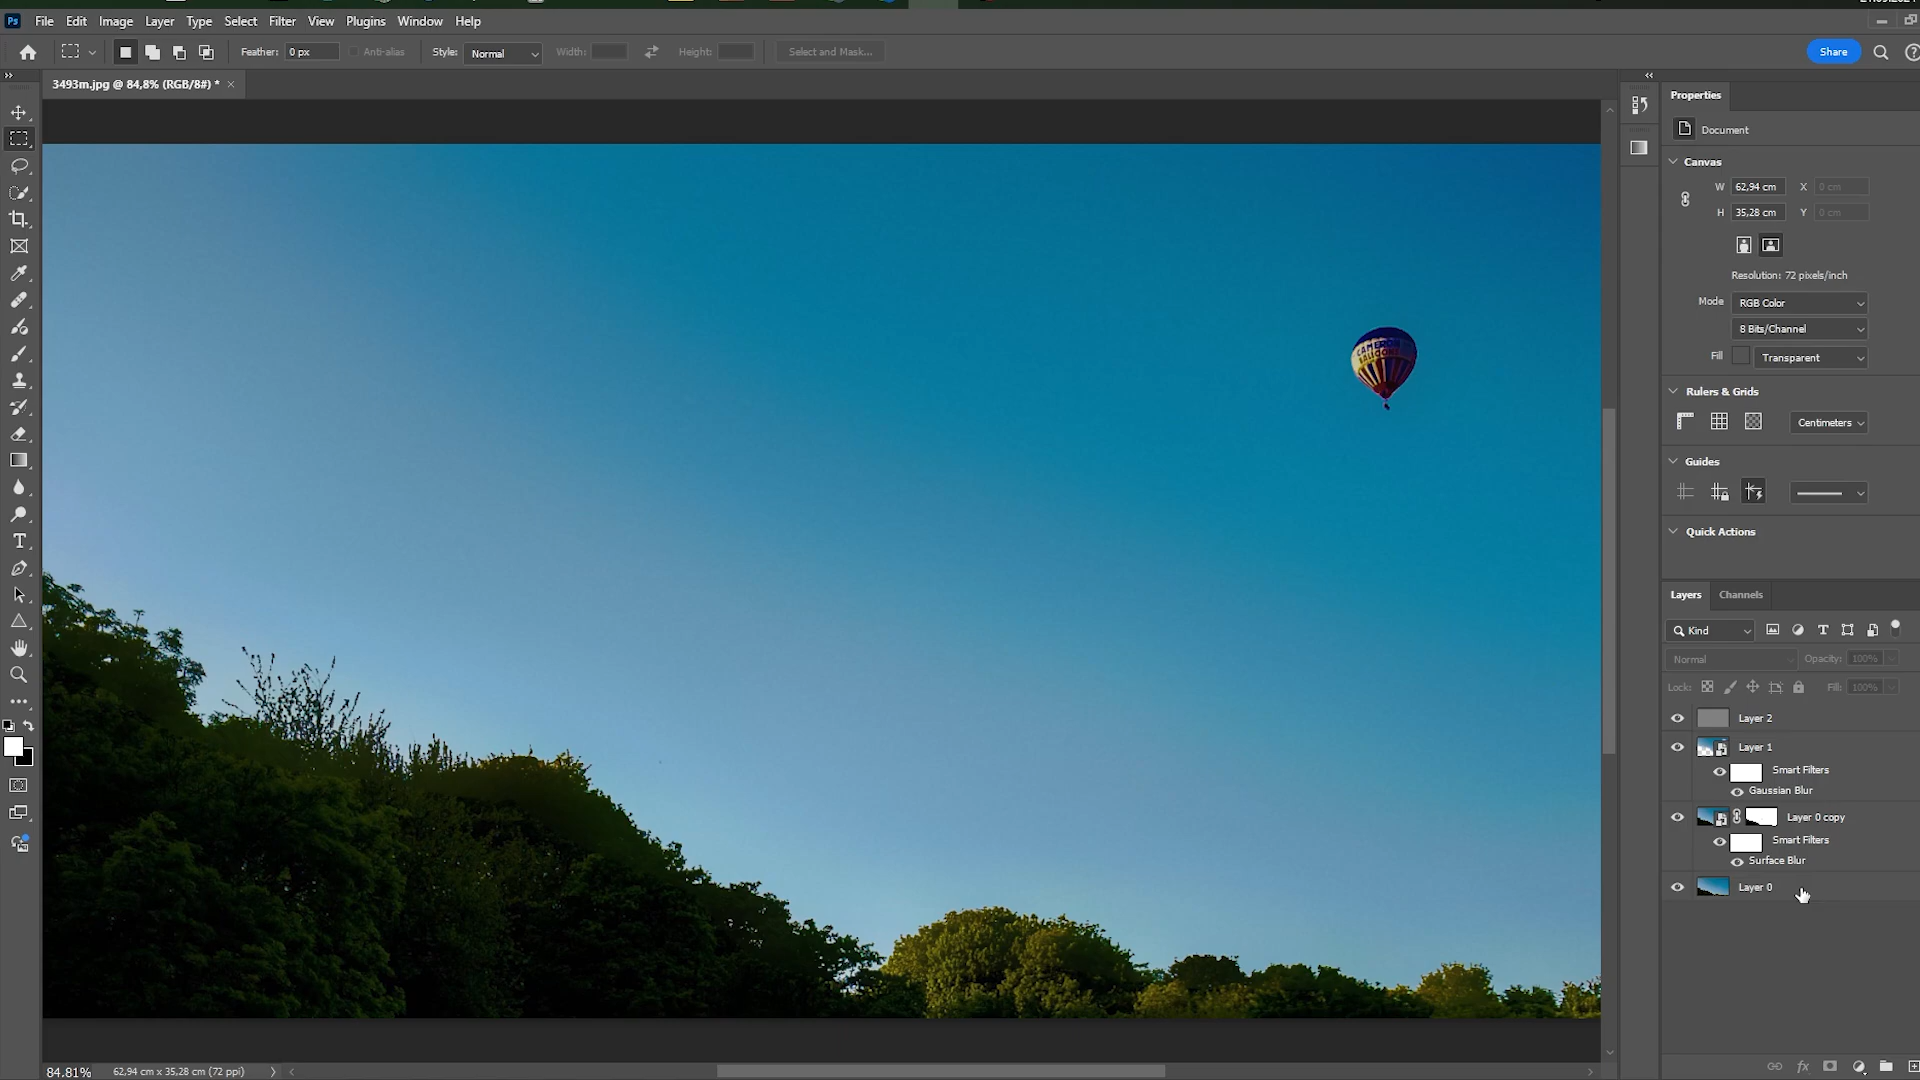 Ps File Edit Image Layer Type Select Filter View Plugins Window Help
Feather: 0 px Anti-alias Style: Normal Width: Height: Select and Mask... Share
3493m.jpg @ 84,8% (RGB/8#) *
Properties
Document
Canvas
W 62,94 cm X 0 cm
H 35,28 cm Y 0 cm
Resolution: 72 pixels/inch
Mode RGB Color
8 Bits/Channel
Fill Transparent
Rulers & Grids
Centimeters
Guides
Quick Actions
Layers Channels
Kind
Normal Opacity: 100%
Lock: Fill: 100%
Layer 2
Layer 1
Smart Filters
Gaussian Blur
Layer 0 copy
Smart Filters
Surface Blur
Layer 0
CAMERON
BALLOONS
84.81% 62,94 cm x 35,28 cm (72 ppi)